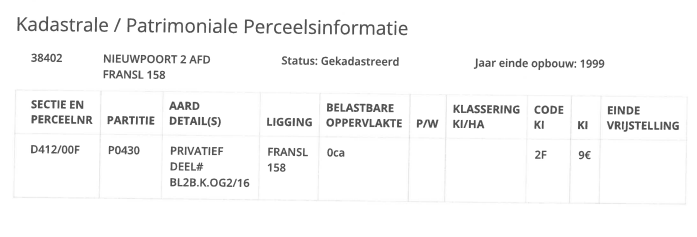 Kadastrale / Patrimoniale Perceelsinformatie
38402 NIEUWPOORT 2 AFD Status: Gekadastreerd Jaar einde opbouw: 1999
FRANSL 158
SECTIE EN PERCEELNR PARTITIE AARD DETAIL(S) LIGGING BELASTBARE OPPERVLAKTE P/W KLASSERING KI/HA CODE KI KI EINDE VRIJSTELLING
D412/00F P0430 PRIVATIEF FRANSL 0ca 2F 9€
DEEL# 158
BL2B.K.OG2/16